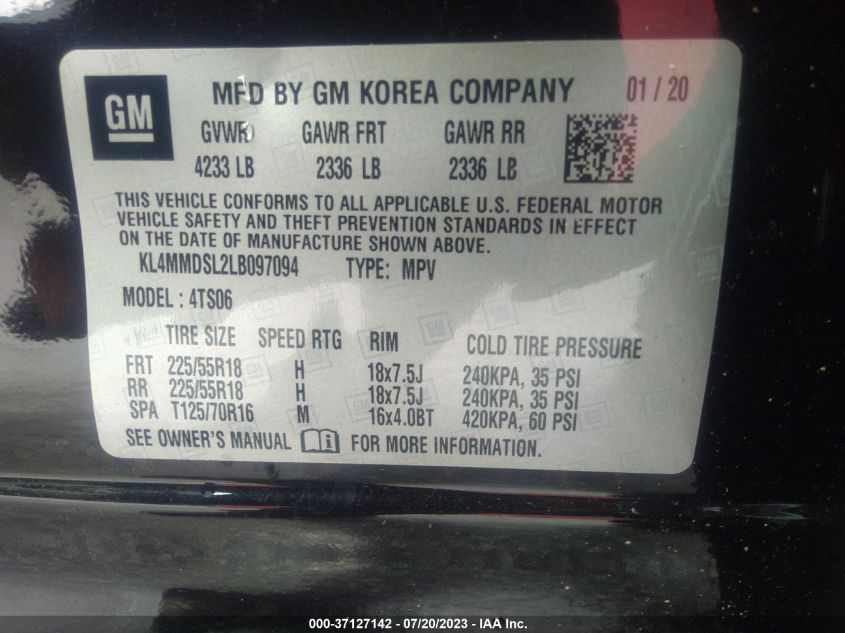 GM MFD BY GM KOREA COMPANY 01 / 20
GVWR GAWR FRT GAWR RR
4233 LB 2336 LB 2336 LB
THIS VEHICLE CONFORMS TO ALL APPLICABLE U.S. FEDERAL MOTOR
VEHICLE SAFETY AND THEFT PREVENTION STANDARDS IN EFFECT
ON THE DATE OF MANUFACTURE SHOWN ABOVE.
KL4MMDSL2LB097094 TYPE: MPV
MODEL : 4TS06
TIRE SIZE SPEED RTG RIM COLD TIRE PRESSURE
FRT 225/55R18 H 18x7.5J 240KPA, 35 PSI
RR 225/55R18 H 18x7.5J 240KPA, 35 PSI
SPA T125/70R16 M 16x4.0BT 420KPA, 60 PSI
SEE OWNER'S MANUAL i FOR MORE INFORMATION.
000-37127142 - 07/20/2023 - IAA Inc.